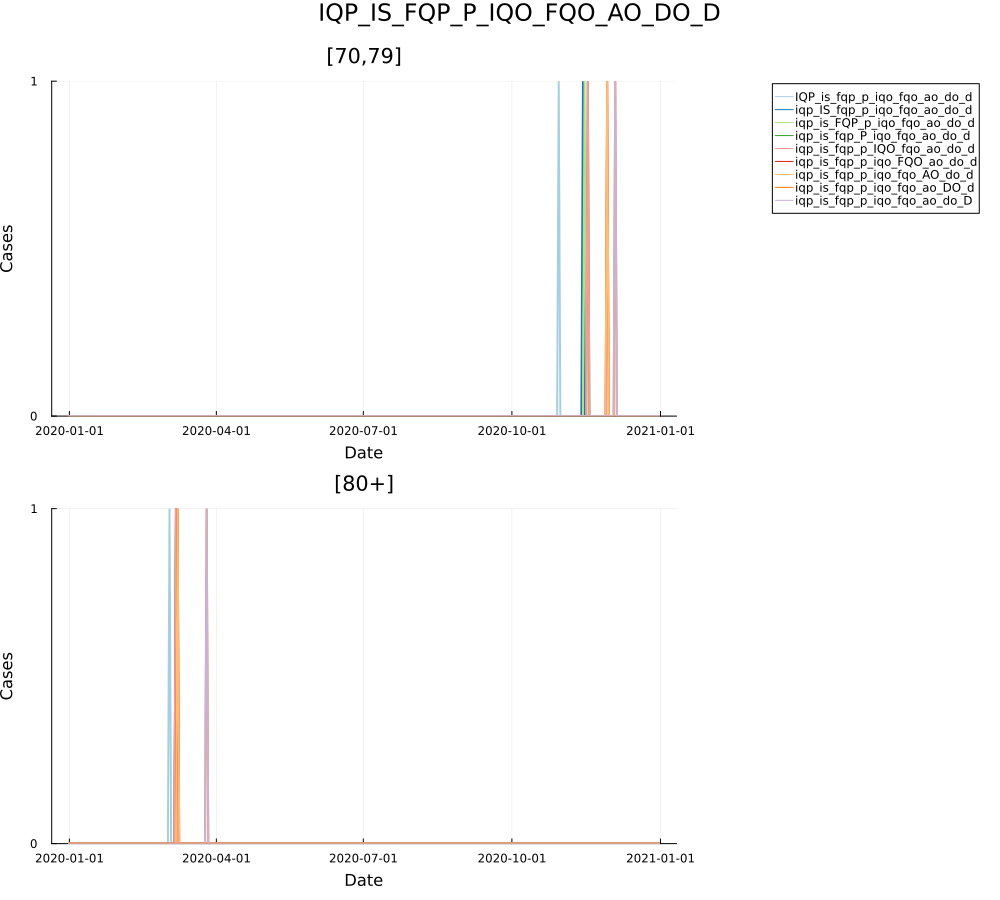 IQP_IS_FQP_P_IQO_FQO_AO_DO_D
[70,79]
1
Cases
0
2020-01-01 2020-04-01 2020-07-01 2020-10-01 2021-01-01
Date
IQP_is_fqp_p_iqo_fqo_ao_do_d
iqp_IS_fqp_p_iqo_fqo_ao_do_d
iqp_is_FQP_p_iqo_fqo_ao_do_d
iqp_is_fqp_P_iqo_fqo_ao_do_d
iqp_is_fqp_p_IQO_fqo_ao_do_d
iqp_is_fqp_p_iqo_FQO_ao_do_d
iqp_is_fqp_p_iqo_fqo_AO_do_d
iqp_is_fqp_p_iqo_fqo_ao_DO_d
iqp_is_fqp_p_iqo_fqo_ao_do_D
[80+]
1
Cases
0
2020-01-01 2020-04-01 2020-07-01 2020-10-01 2021-01-01
Date